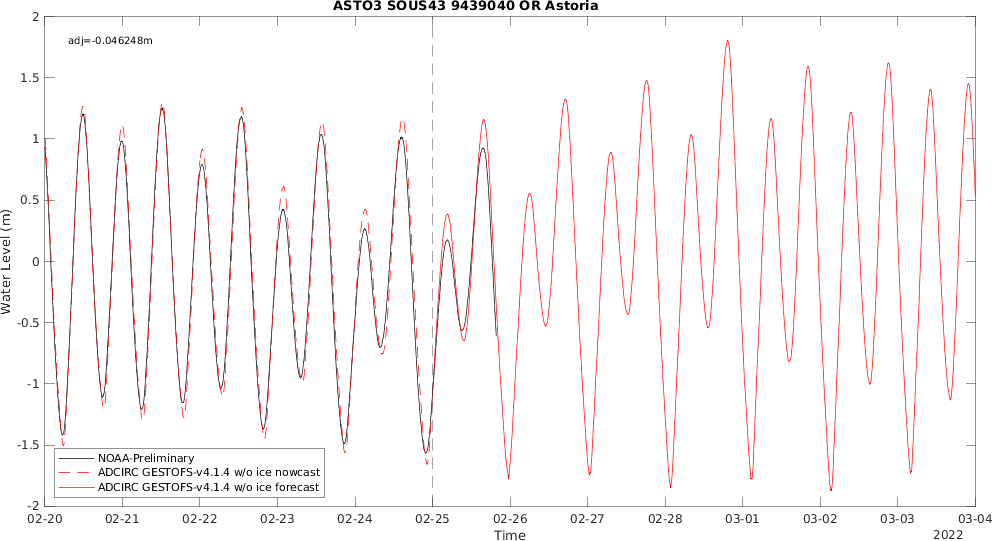 ASTO3 SOUS43 9439040 OR Astoria
adj=-0.046248m
Water Level (m)
2
1.5
1
0.5
0
-0.5
-1
-1.5
-2
NOAA-Preliminary
ADCIRC GESTOFS-v4.1.4 w/o ice nowcast
ADCIRC GESTOFS-v4.1.4 w/o ice forecast
02-20 02-21 02-22 02-23 02-24 02-25 02-26 02-27 02-28 03-01 03-02 03-03 03-04
Time
2022